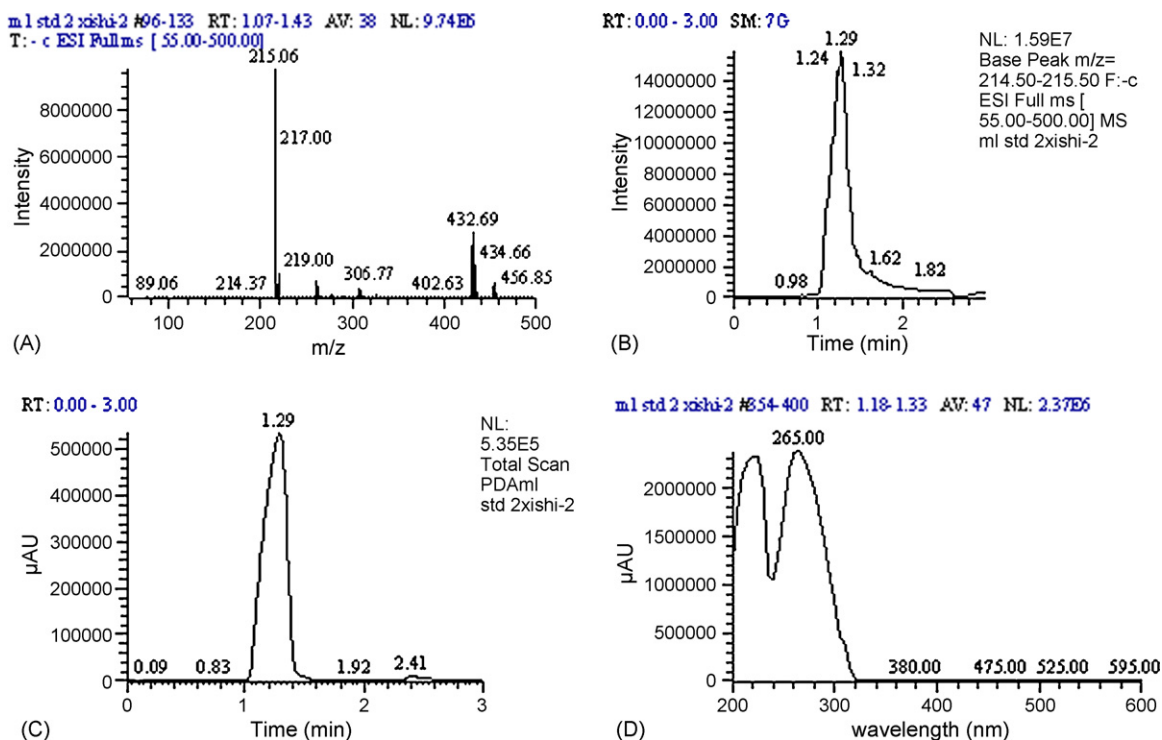 m1 std 2 xishi-2 #96-133 RT: 1.07-1.43 AV: 38 NL: 9.74E6
T: - c ESI Full ms [ 55.00-500.00]
215.06
217.00
219.00
89.06
214.37
305.77
402.63
432.69
434.66
456.85
8000000
6000000
4000000
2000000
0
Intensity
100 200 300 400 500
m/z
(A)
RT: 0.00 - 3.00 SM: 7G
1.29
1.24
1.32
1.62
1.82
0.98
NL: 1.59E7
Base Peak m/z=
214.50-215.50 F:-c
ESI Full ms [
55.00-500.00] MS
ml std 2xishi-2
14000000
12000000
10000000
8000000
6000000
4000000
2000000
0
Intensity
0 1 2
Time (min)
(B)
RT: 0.00 - 3.00
1.29
0.09
0.83
1.92
2.41
NL:
5.35E5
Total Scan
PDAml
std 2xishi-2
500000
400000
300000
200000
100000
0
µAU
0 1 2 3
Time (min)
(C)
m1 std 2 xishi-2 #354-400 RT: 1.18-1.33 AV: 47 NL: 2.37E6
265.00
380.00
475.00
525.00
595.00
2000000
1500000
1000000
500000
0
µAU
200 300 400 500 600
wavelength (nm)
(D)